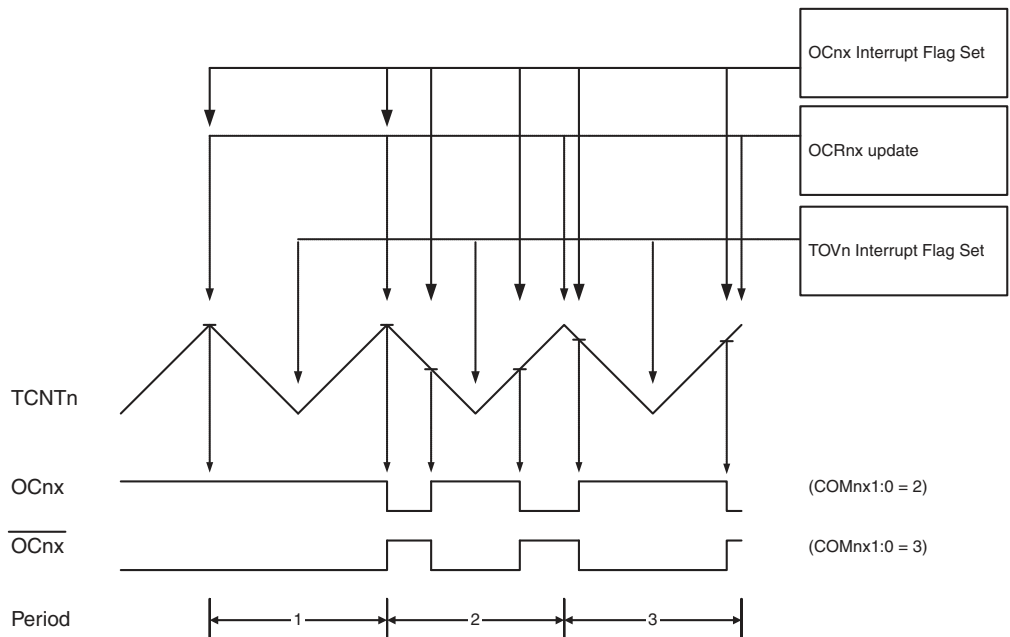 OCnx Interrupt Flag Set
OCRnx update
TOVn Interrupt Flag Set
TCNTn
OCnx
(COMnx1:0 = 2)
OCnx
(COMnx1:0 = 3)
Period
1
2
3